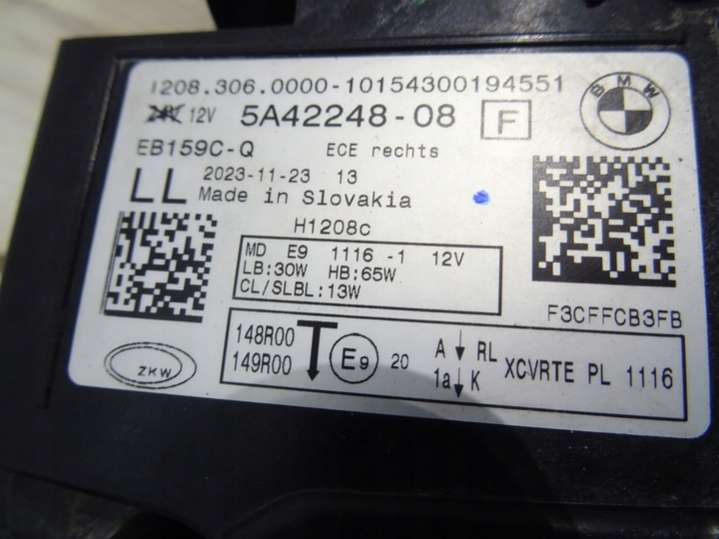 1208.306.0000-10154300194551
BMW
12V 5A42248-08 F
EB159C-Q ECE rechts
LL 2023-11-23 13
Made in Slovakia
H1208c
MD E9 1116 -1 12V
LB:30W HB:65W
CL/SLBL:13W
F3CFFCB3FB
ZKW
148R00
149R00
E9 20
A RL
1a K
XCVRTE PL 1116